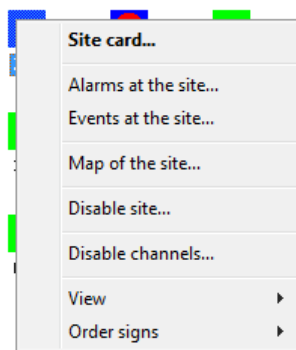 Site card...
Alarms at the site...
Events at the site...
Map of the site...
Disable site...
Disable channels...
View
Order signs